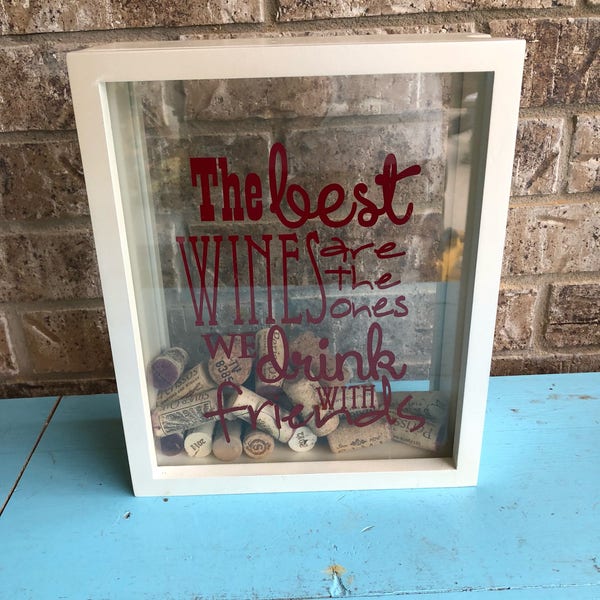 The best
WINES are the ones
WE drink
WITH
friends